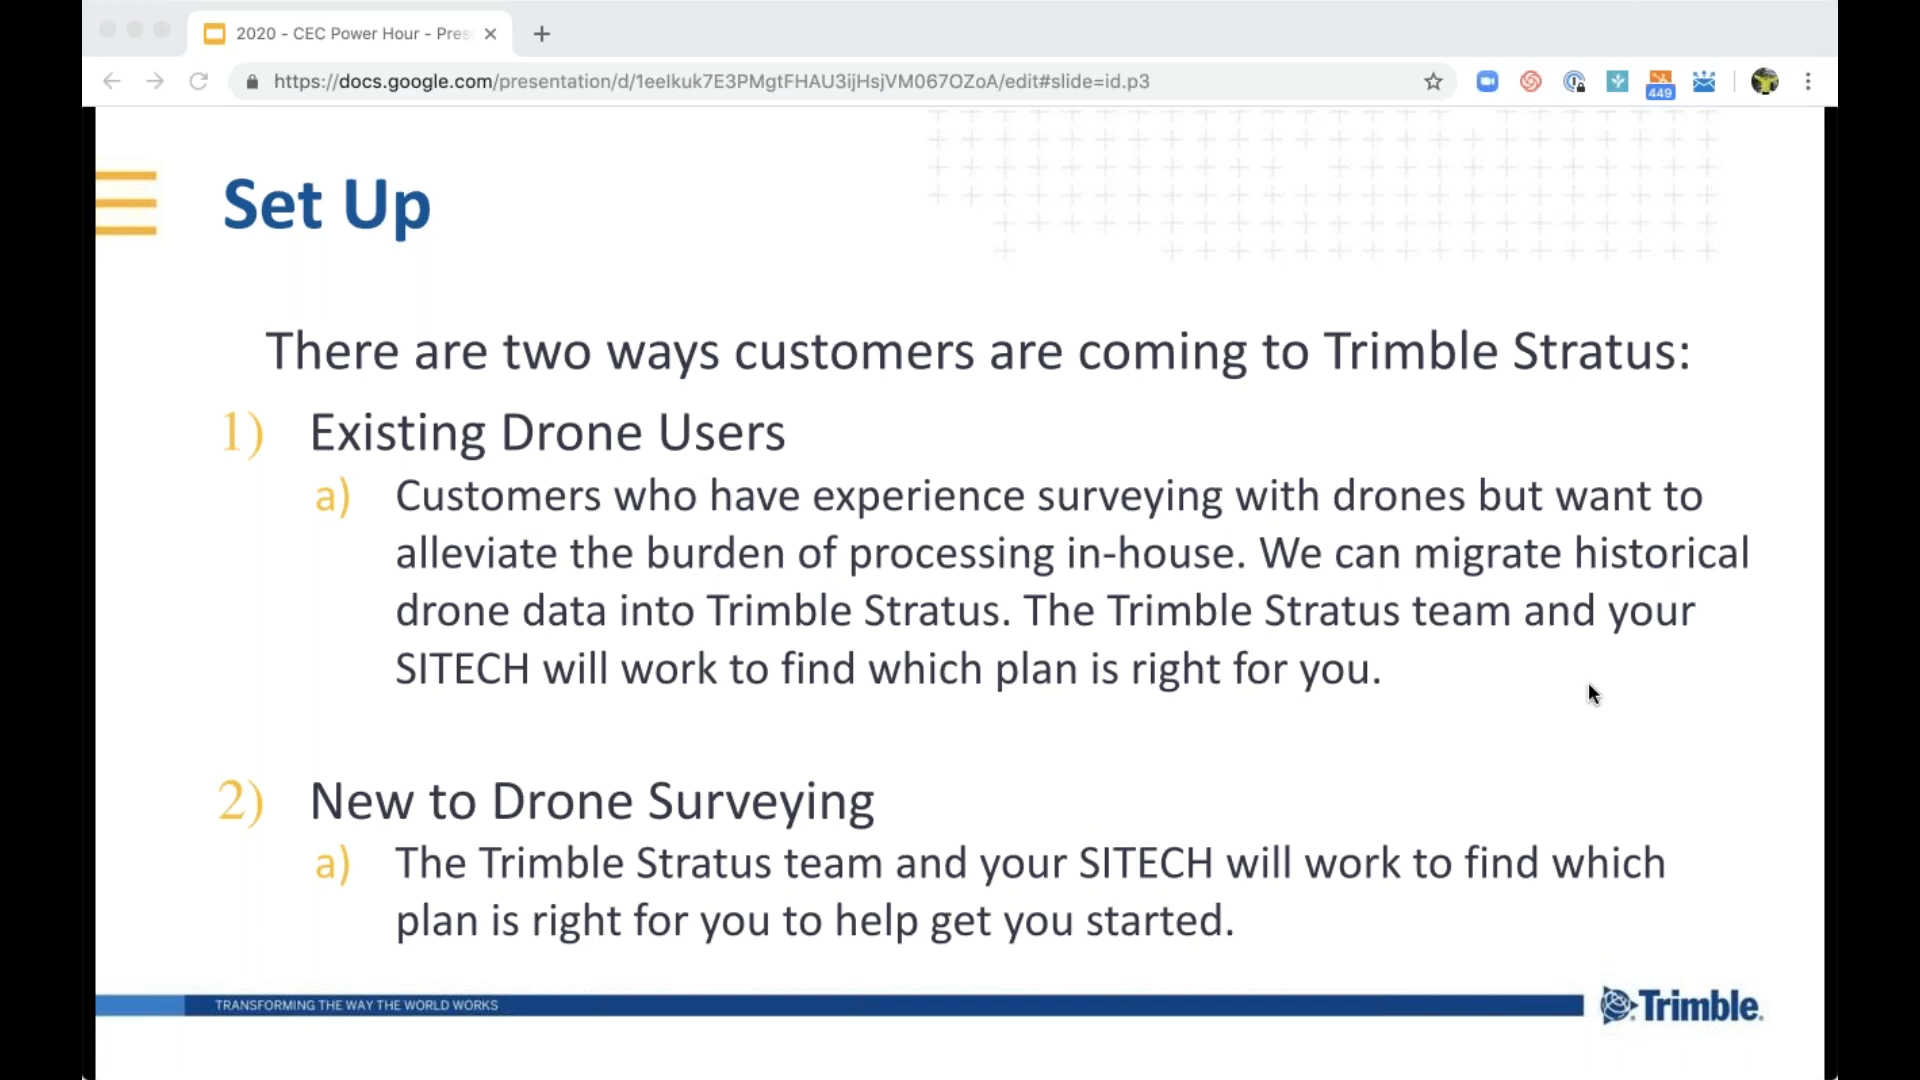 2020 - CEC Power Hour - Pres
https://docs.google.com/presentation/d/1eeIkuk7E3PMgtFHAU3ijHsjVM067OZoA/edit#slide=id.p3
449
Set Up
There are two ways customers are coming to Trimble Stratus:
1) Existing Drone Users
a) Customers who have experience surveying with drones but want to
alleviate the burden of processing in-house. We can migrate historical
drone data into Trimble Stratus. The Trimble Stratus team and your
SITECH will work to find which plan is right for you.
2) New to Drone Surveying
a) The Trimble Stratus team and your SITECH will work to find which
plan is right for you to help get you started.
TRANSFORMING THE WAY THE WORLD WORKS
Trimble.